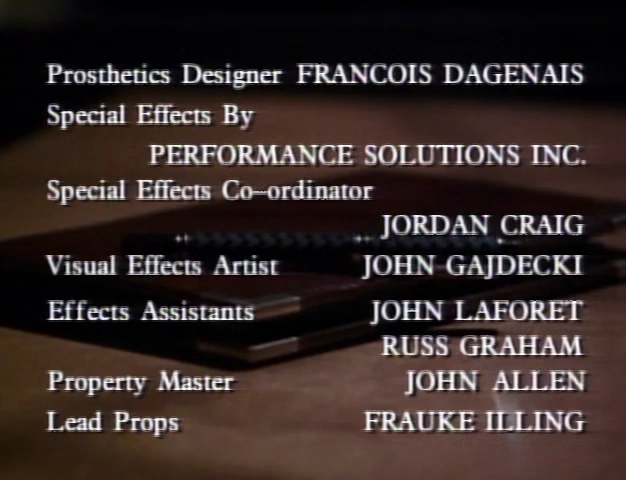 Prosthetics Designer FRANCOIS DAGENAIS
Special Effects By
PERFORMANCE SOLUTIONS INC.
Special Effects Co-ordinator
JORDAN CRAIG
Visual Effects Artist JOHN GAJDECKI
Effects Assistants JOHN LAFORET
RUSS GRAHAM
Property Master JOHN ALLEN
Lead Props FRAUKE ILLING